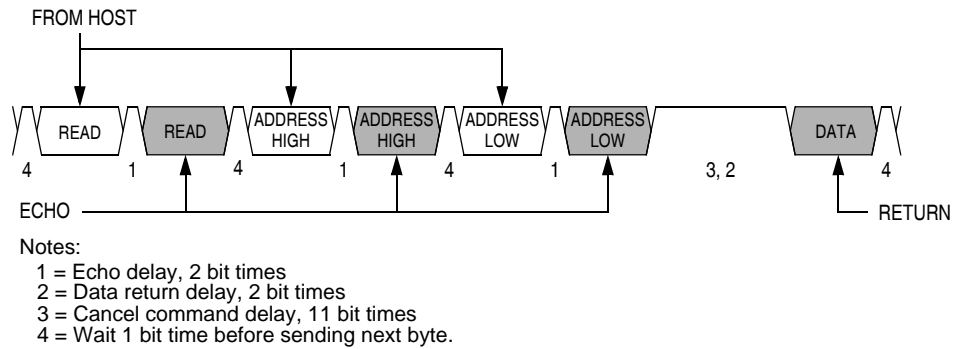 FROM HOST
READ READ ADDRESS HIGH ADDRESS HIGH ADDRESS LOW ADDRESS LOW DATA
4 1 4 1 4 1 3, 2 4
ECHO RETURN
Notes:
1 = Echo delay, 2 bit times
2 = Data return delay, 2 bit times
3 = Cancel command delay, 11 bit times
4 = Wait 1 bit time before sending next byte.